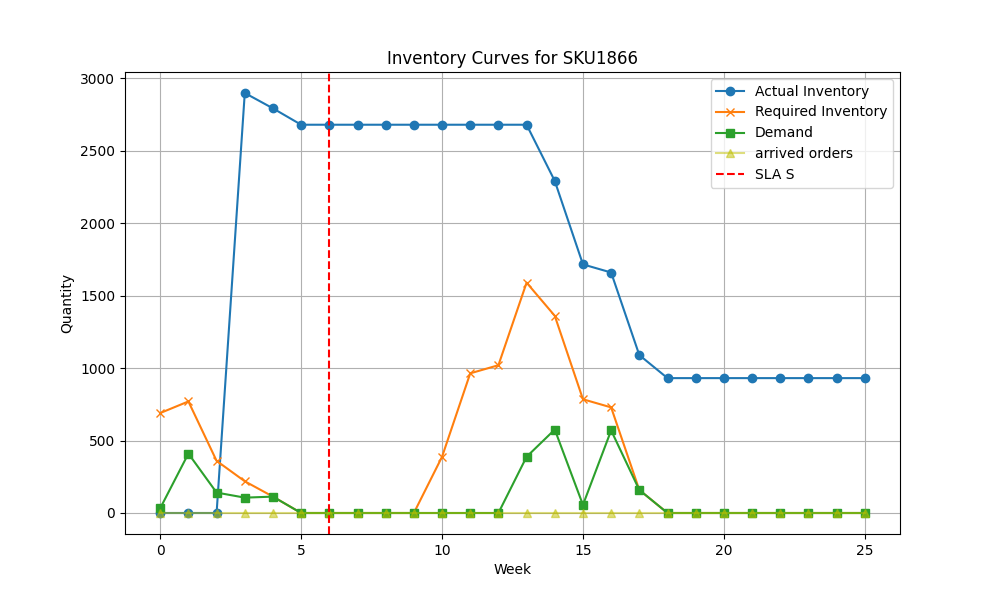 Inventory Curves for SKU1866
3000
2500
2000
1500
1000
500
0
Quantity
Actual Inventory
Required Inventory
Demand
arrived orders
SLA S
0 5 10 15 20 25
Week